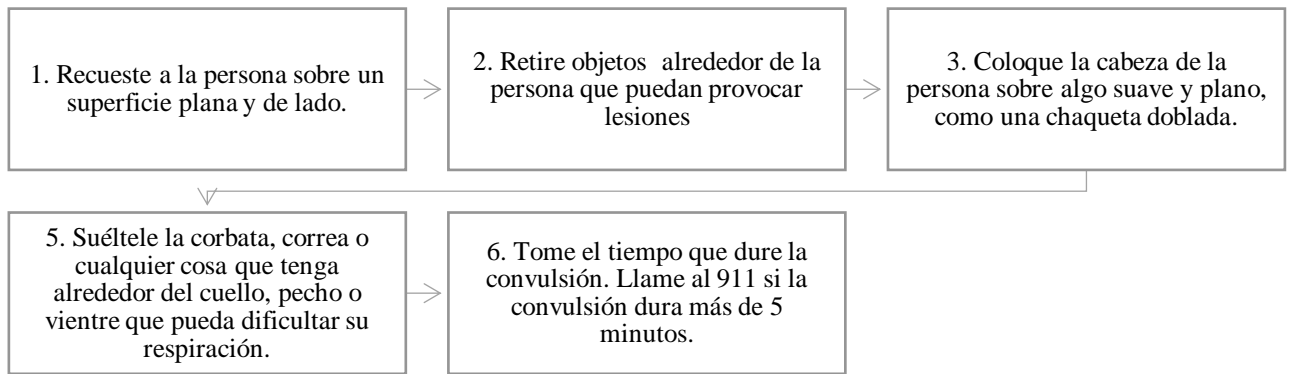 1. Recueste a la persona sobre un
superficie plana y de lado.
2. Retire objetos  alrededor de la
persona que puedan provocar
lesiones
3. Coloque la cabeza de la
persona sobre algo suave y plano,
como una chaqueta doblada.
5. Suéltele la corbata, correa o
cualquier cosa que tenga
alrededor del cuello, pecho o
vientre que pueda dificultar su
respiración.
6. Tome el tiempo que dure la
convulsión. Llame al 911 si la
convulsión dura más de 5
minutos.